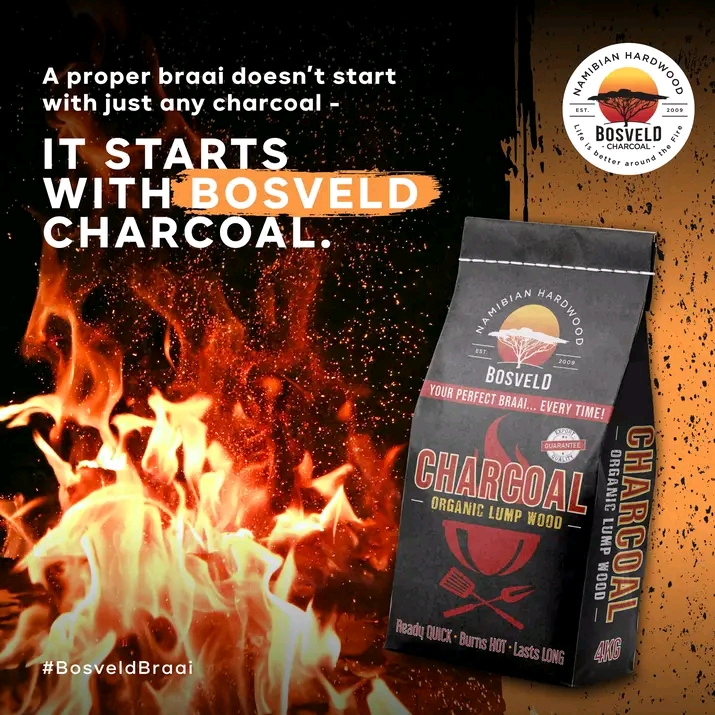 A proper braai doesn't start
with just any charcoal -
IT STARTS
WITH BOSVELD
CHARCOAL.
NAMIBIAN HARDWOOD
EST. 2009
BOSVELD
· CHARCOAL ·
Life is better around the Fire
NAMIBIAN HARDWOOD
EST. 2009
BOSVELD
YOUR PERFECT BRAAI... EVERY TIME!
GUARANTEE
QUALITY
CHARCOAL
ORGANIC LUMP WOOD
Ready QUICK · Burns HOT · Lasts LONG
CHARCOAL
ORGANIC LUMP WOOD
4KG
#BosveldBraai